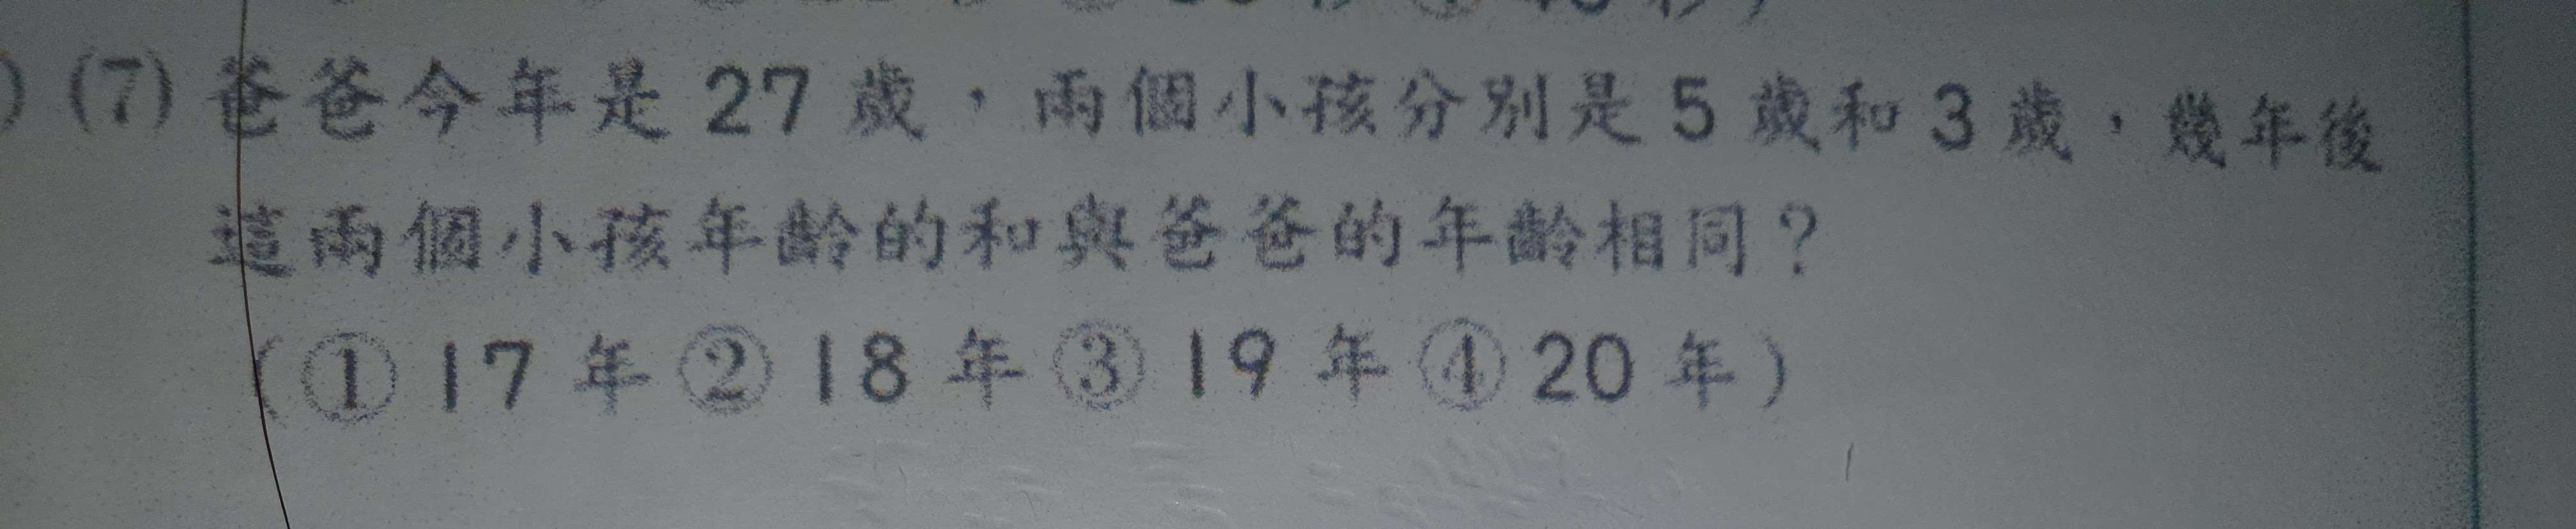 ) (7) 爸爸今年是 27 歲，兩個小孩分別是 5 歲和 3 歲，幾年後
這兩個小孩年齡的和與爸爸的年齡相同？
(① 17 年 ② 18 年 ③ 19 年 ④ 20 年)